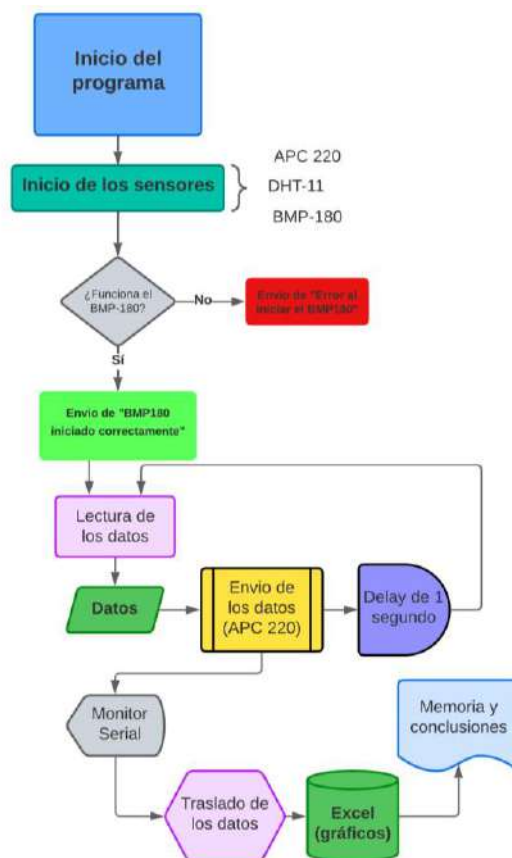 Inicio del
programa
Inicio de los sensores
APC 220
DHT-11
BMP-180
¿Funciona el
BMP-180?
No
Envio de "Error al
iniciar el BMP180"
Sí
Envio de "BMP180
iniciado correctamente"
Lectura de
los datos
Datos
Envio de
los datos
(APC 220)
Delay de 1
segundo
Monitor
Serial
Memoria y
conclusiones
Traslado de
los datos
Excel
(gráficos)